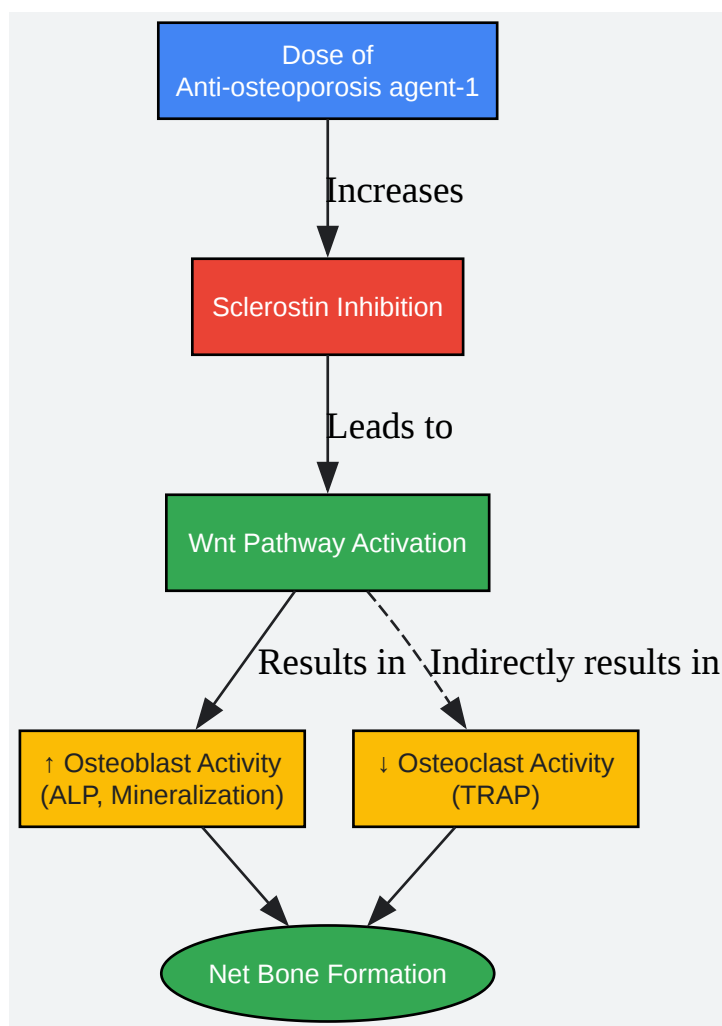 Dose of
Anti-osteoporosis agent-1
Increases
Sclerostin Inhibition
Leads to
Wnt Pathway Activation
Results in
Indirectly results in
↑ Osteoblast Activity
(ALP, Mineralization)
↓ Osteoclast Activity
(TRAP)
Net Bone Formation